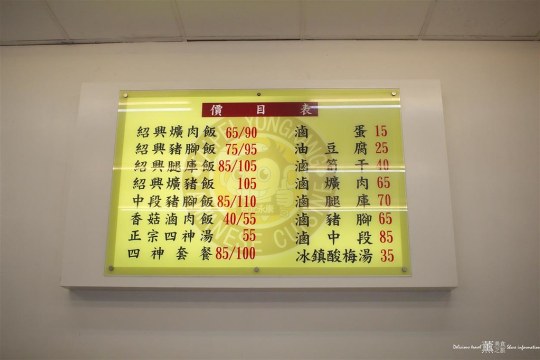 價目表
紹興爌肉飯 65/90
紹興豬腳飯 75/95
紹興腿庫飯 85/105
紹興爌豬飯 105
中段豬腳飯 85/110
香菇滷肉飯 40/55
正宗四神湯 55
四神套餐 85/100
滷蛋 15
油豆腐 25
滷筍干 40
滷爌肉 65
滷腿庫 70
滷豬腳 65
滷中段 85
冰鎮酸梅湯 35